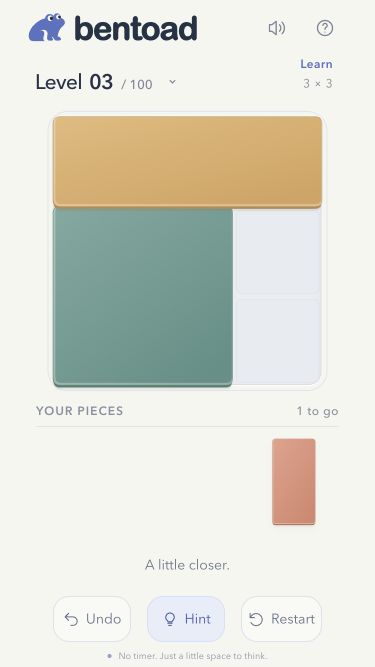 bentoad
Learn
Level 03 / 100
3 × 3
YOUR PIECES
1 to go
A little closer.
Undo
Hint
Restart
No timer. Just a little space to think.